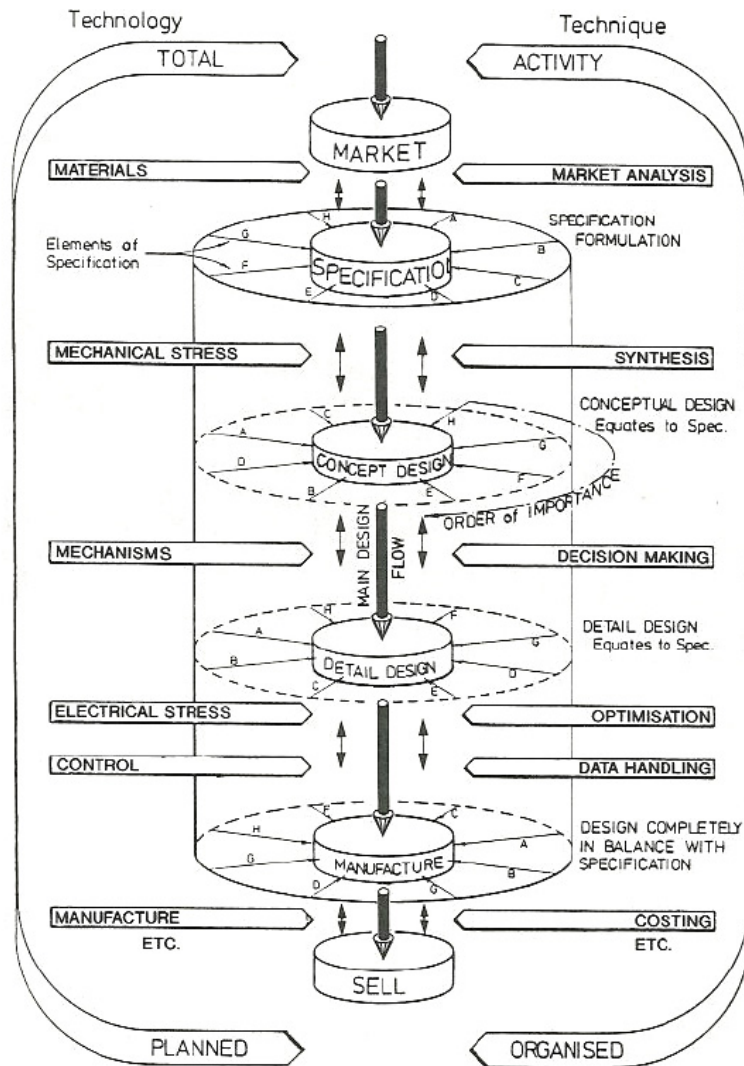 Technology
Technique
TOTAL
ACTIVITY
MARKET
MATERIALS
MARKET ANALYSIS
H
A
G
B
Elements of
Specification
SPECIFICATION
SPECIFICATION
FORMULATION
F
C
E
D
MECHANICAL STRESS
SYNTHESIS
CONCEPTUAL DESIGN
Equates to Spec.
C
H
A
G
D
CONCEPT DESIGN
F
B
E
ORDER of IMPORTANCE
MAIN DESIGN
FLOW
MECHANISMS
DECISION MAKING
H
F
A
G
DETAIL DESIGN
Equates to Spec.
B
DETAIL DESIGN
D
C
E
ELECTRICAL STRESS
OPTIMISATION
CONTROL
DATA HANDLING
F
C
H
A
DESIGN COMPLETELY
IN BALANCE WITH
SPECIFICATION
G
MANUFACTURE
B
D
G
MANUFACTURE
COSTING
ETC.
ETC.
SELL
PLANNED
ORGANISED